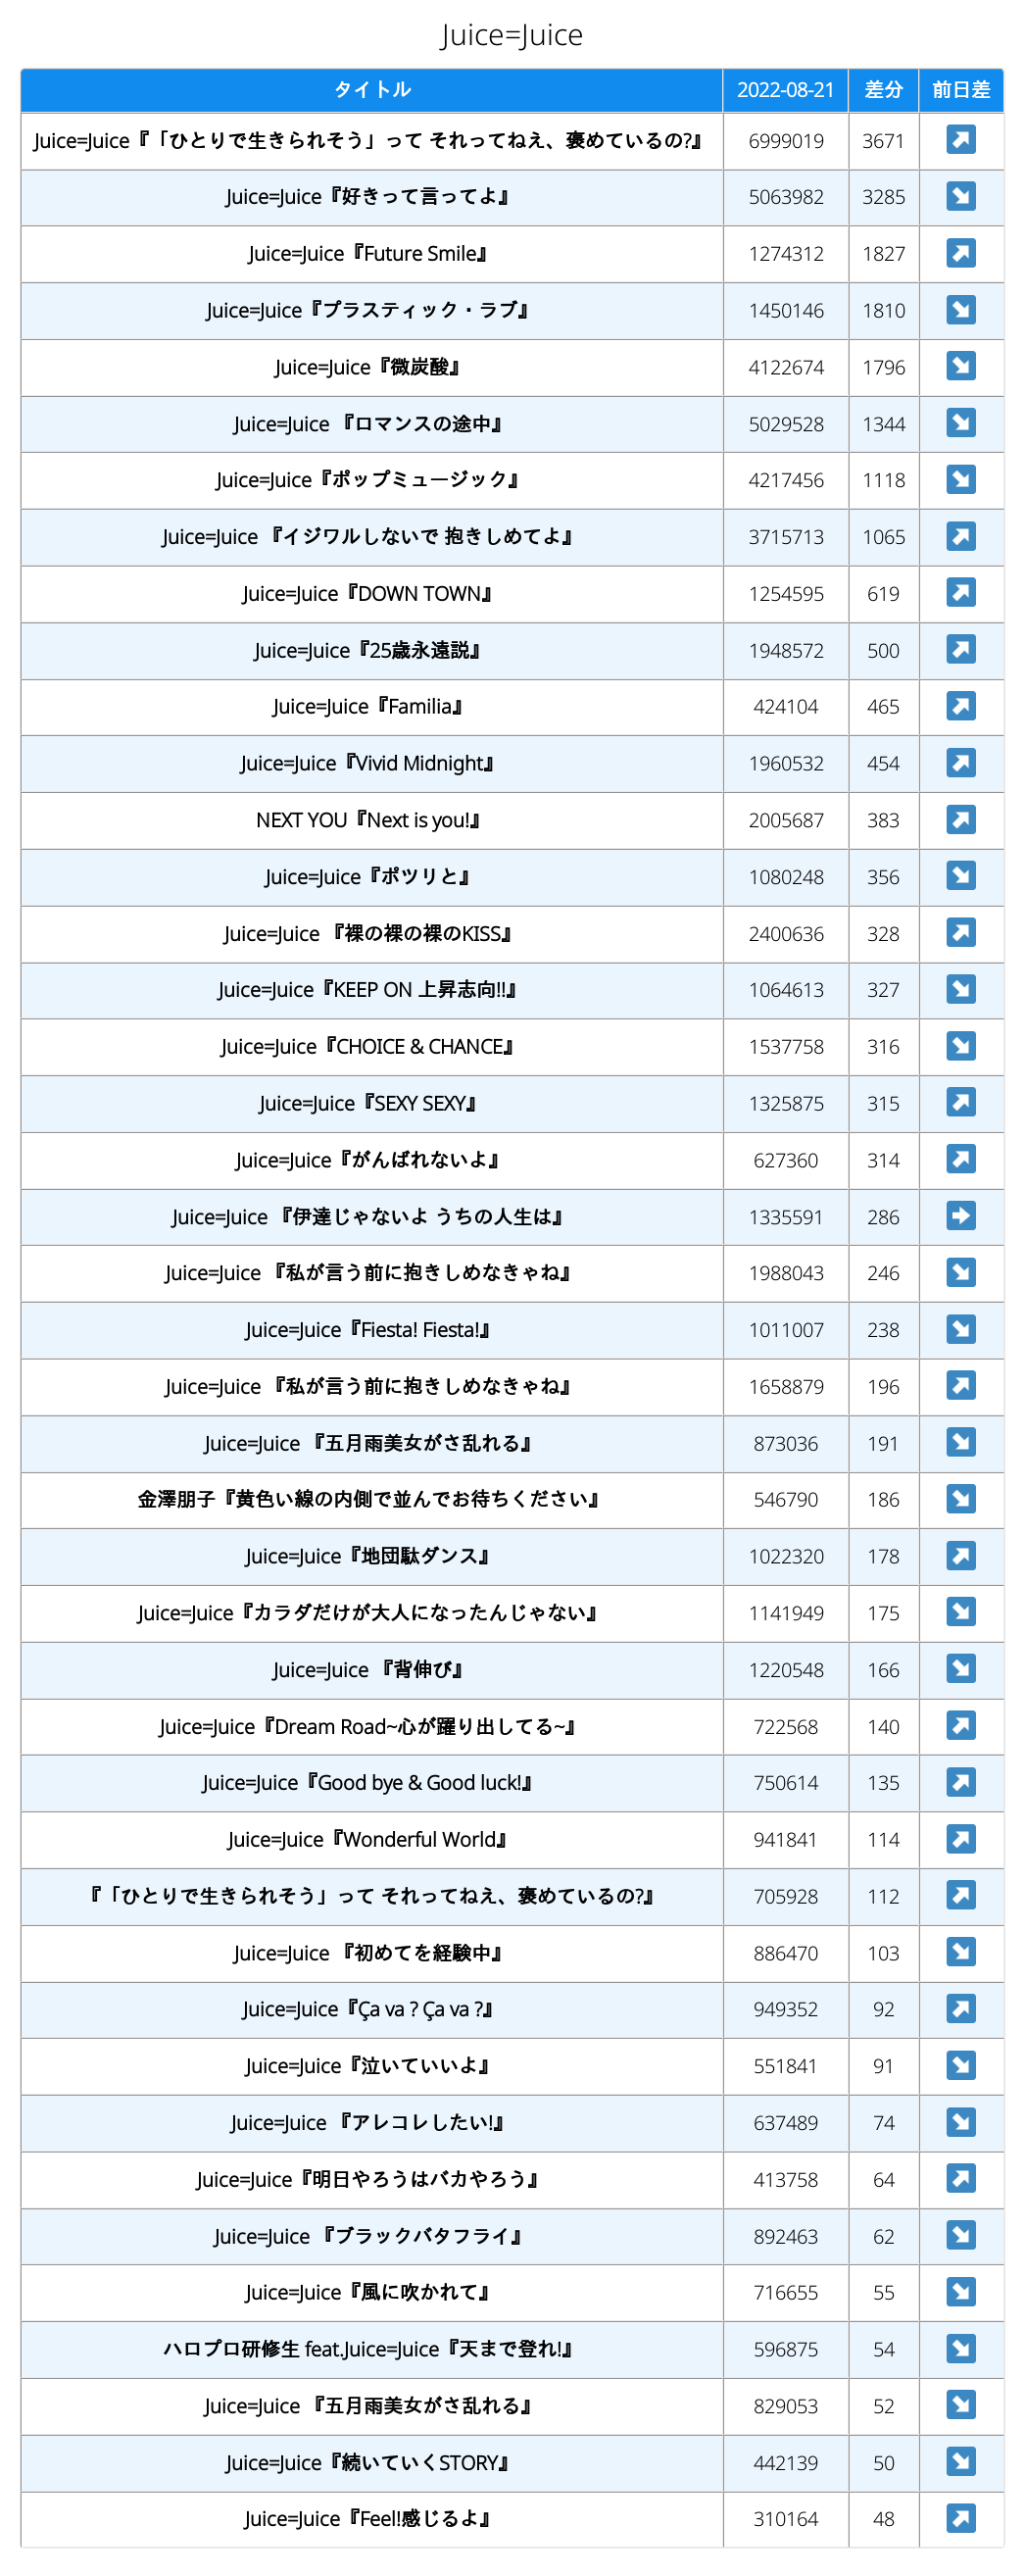 Juice=Juice
タイトル 2022-08-21 差分 前日差
Juice=Juice『「ひとりで生きられそう」って それってねえ、褒めているの?』 6999019 3671 ↗
Juice=Juice『好きって言ってよ』 5063982 3285 ↘
Juice=Juice『Future Smile』 1274312 1827 ↗
Juice=Juice『プラスティック・ラブ』 1450146 1810 ↘
Juice=Juice『微炭酸』 4122674 1796 ↘
Juice=Juice 『ロマンスの途中』 5029528 1344 ↘
Juice=Juice『ポップミュージック』 4217456 1118 ↘
Juice=Juice 『イジワルしないで 抱きしめてよ』 3715713 1065 ↗
Juice=Juice『DOWN TOWN』 1254595 619 ↗
Juice=Juice『25歳永遠説』 1948572 500 ↗
Juice=Juice『Familia』 424104 465 ↗
Juice=Juice『Vivid Midnight』 1960532 454 ↗
NEXT YOU『Next is you!』 2005687 383 ↗
Juice=Juice『ポツリと』 1080248 356 ↘
Juice=Juice 『裸の裸の裸のKISS』 2400636 328 ↗
Juice=Juice『KEEP ON 上昇志向!!』 1064613 327 ↘
Juice=Juice『CHOICE & CHANCE』 1537758 316 ↘
Juice=Juice『SEXY SEXY』 1325875 315 ↗
Juice=Juice『がんばれないよ』 627360 314 ↗
Juice=Juice 『伊達じゃないよ うちの人生は』 1335591 286 ➡
Juice=Juice 『私が言う前に抱きしめなきゃね』 1988043 246 ↘
Juice=Juice『Fiesta! Fiesta!』 1011007 238 ↘
Juice=Juice 『私が言う前に抱きしめなきゃね』 1658879 196 ↗
Juice=Juice 『五月雨美女がさ乱れる』 873036 191 ↘
金澤朋子『黄色い線の内側で並んでお待ちください』 546790 186 ↘
Juice=Juice『地団駄ダンス』 1022320 178 ↗
Juice=Juice『カラダだけが大人になったんじゃない』 1141949 175 ↘
Juice=Juice 『背伸び』 1220548 166 ↘
Juice=Juice『Dream Road~心が躍り出してる~』 722568 140 ↗
Juice=Juice『Good bye & Good luck!』 750614 135 ↗
Juice=Juice『Wonderful World』 941841 114 ↗
『「ひとりで生きられそう」って それってねえ、褒めているの?』 705928 112 ↗
Juice=Juice 『初めてを経験中』 886470 103 ↘
Juice=Juice『Ça va ? Ça va ?』 949352 92 ↗
Juice=Juice『泣いていいよ』 551841 91 ↘
Juice=Juice 『アレコレしたい!』 637489 74 ↘
Juice=Juice『明日やろうはバカやろう』 413758 64 ↗
Juice=Juice 『ブラックバタフライ』 892463 62 ↘
Juice=Juice『風に吹かれて』 716655 55 ↘
ハロプロ研修生 feat.Juice=Juice『天まで登れ!』 596875 54 ↘
Juice=Juice 『五月雨美女がさ乱れる』 829053 52 ↘
Juice=Juice『続いていくSTORY』 442139 50 ↘
Juice=Juice『Feel!感じるよ』 310164 48 ↗